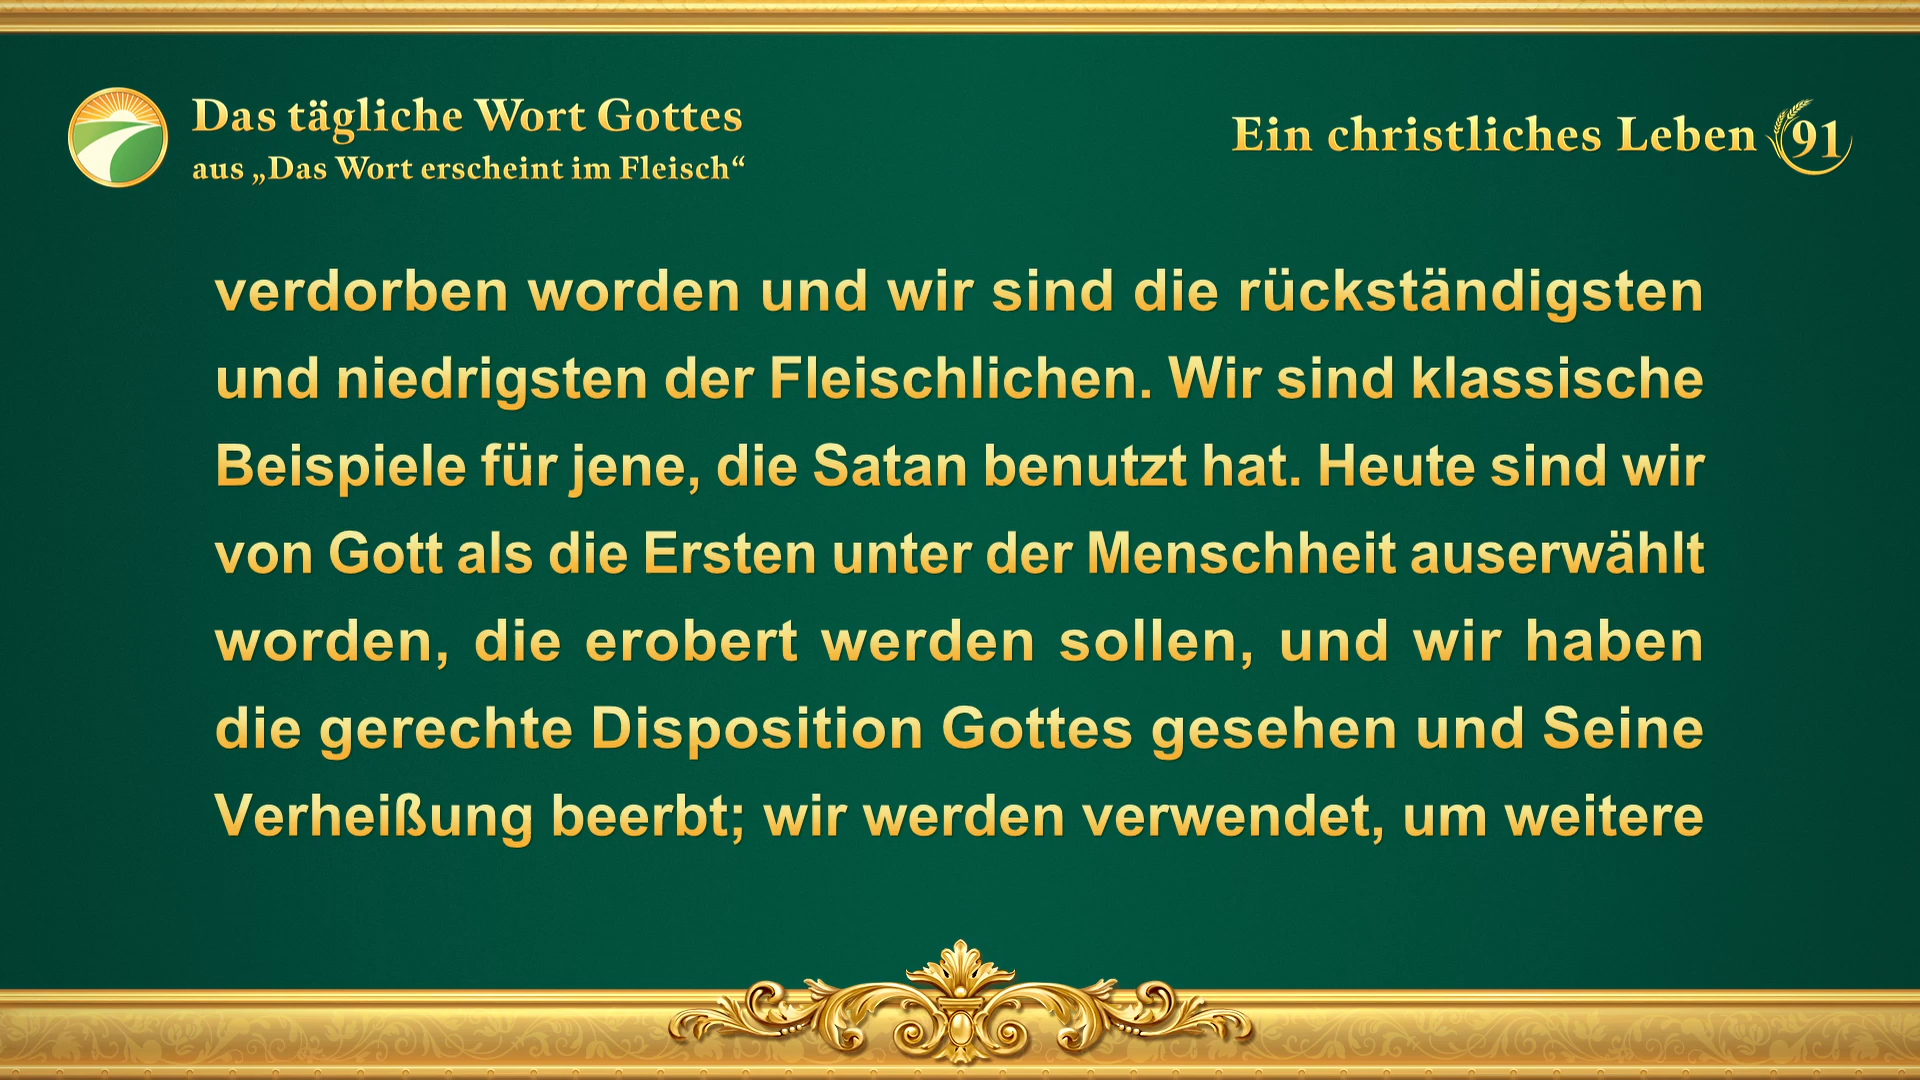 Das tägliche Wort Gottes
aus „Das Wort erscheint im Fleisch“
Ein christliches Leben 91
verdorben worden und wir sind die rückständigsten
und niedrigsten der Fleischlichen. Wir sind klassische
Beispiele für jene, die Satan benutzt hat. Heute sind wir
von Gott als die Ersten unter der Menschheit auserwählt
worden, die erobert werden sollen, und wir haben
die gerechte Disposition Gottes gesehen und Seine
Verheißung beerbt; wir werden verwendet, um weitere